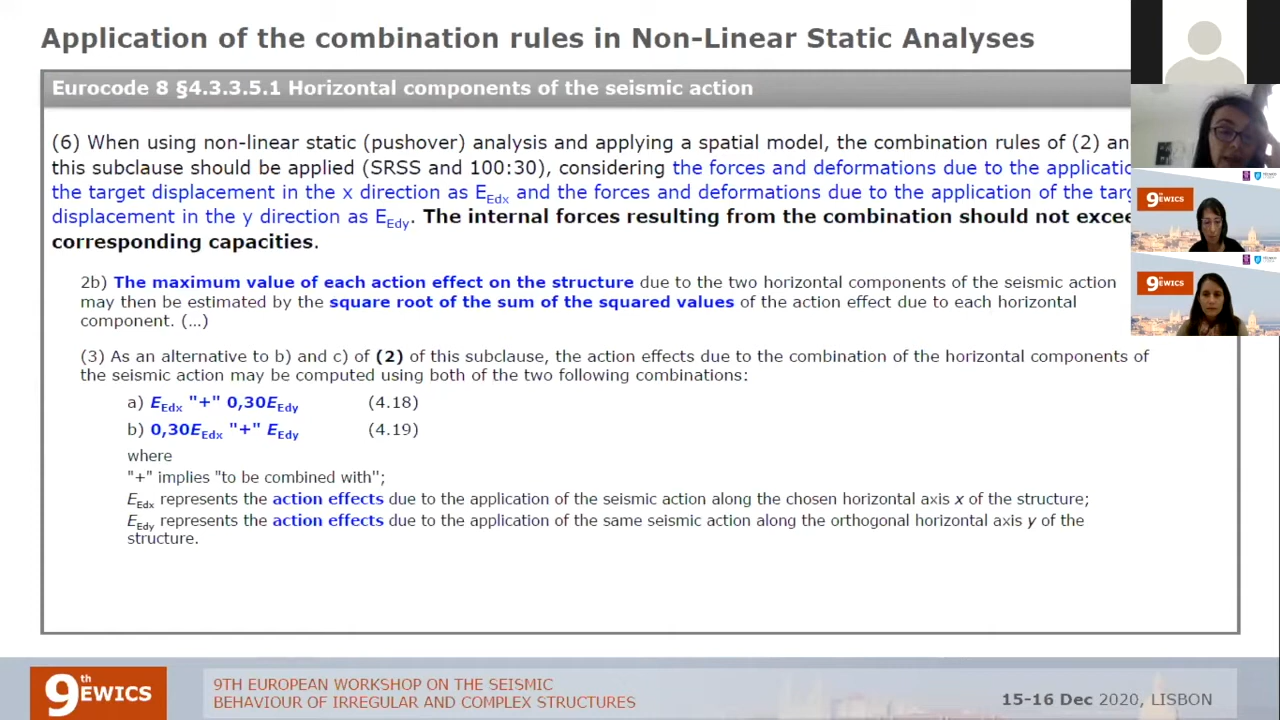 Application of the combination rules in Non-Linear Static Analyses
Eurocode 8 §4.3.3.5.1 Horizontal components of the seismic action
(6) When using non-linear static (pushover) analysis and applying a spatial model, the combination rules of (2) an
this subclause should be applied (SRSS and 100:30), considering the forces and deformations due to the applicatio
the target displacement in the x direction as EEdx and the forces and deformations due to the application of the targ
displacement in the y direction as EEdy. The internal forces resulting from the combination should not excee
corresponding capacities.
2b) The maximum value of each action effect on the structure due to the two horizontal components of the seismic action
may then be estimated by the square root of the sum of the squared values of the action effect due to each horizontal
component. (...)
(3) As an alternative to b) and c) of (2) of this subclause, the action effects due to the combination of the horizontal components of
the seismic action may be computed using both of the two following combinations:
a) EEdx "+" 0,30EEdy (4.18)
b) 0,30EEdx "+" EEdy (4.19)
where
"+" implies "to be combined with";
EEdx represents the action effects due to the application of the seismic action along the chosen horizontal axis x of the structure;
EEdy represents the action effects due to the application of the same seismic action along the orthogonal horizontal axis y of the
structure.
9th EWICS
9th EWICS
9th EWICS
9TH EUROPEAN WORKSHOP ON THE SEISMIC
BEHAVIOUR OF IRREGULAR AND COMPLEX STRUCTURES
15-16 Dec 2020, LISBON